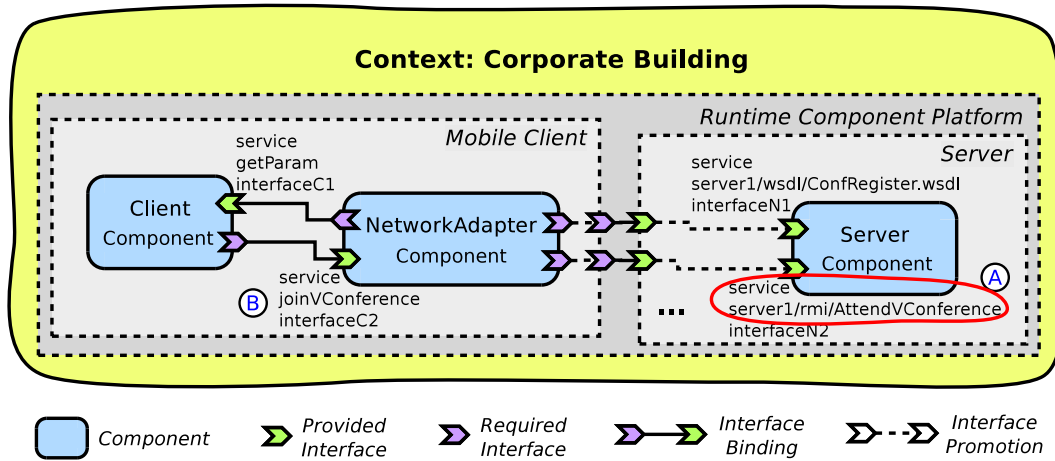 Context: Corporate Building
Runtime Component Platform
Mobile Client
Server
service
getParam
interfaceC1
service
server1/wsdl/ConfRegister.wsdl
interfaceN1
Client
Component
NetworkAdapter
Component
Server
Component
B
service
joinVConference
interfaceC2
A
service
server1/rmi/AttendVConference
interfaceN2
...
Component
Provided
Interface
Required
Interface
Interface
Binding
Interface
Promotion